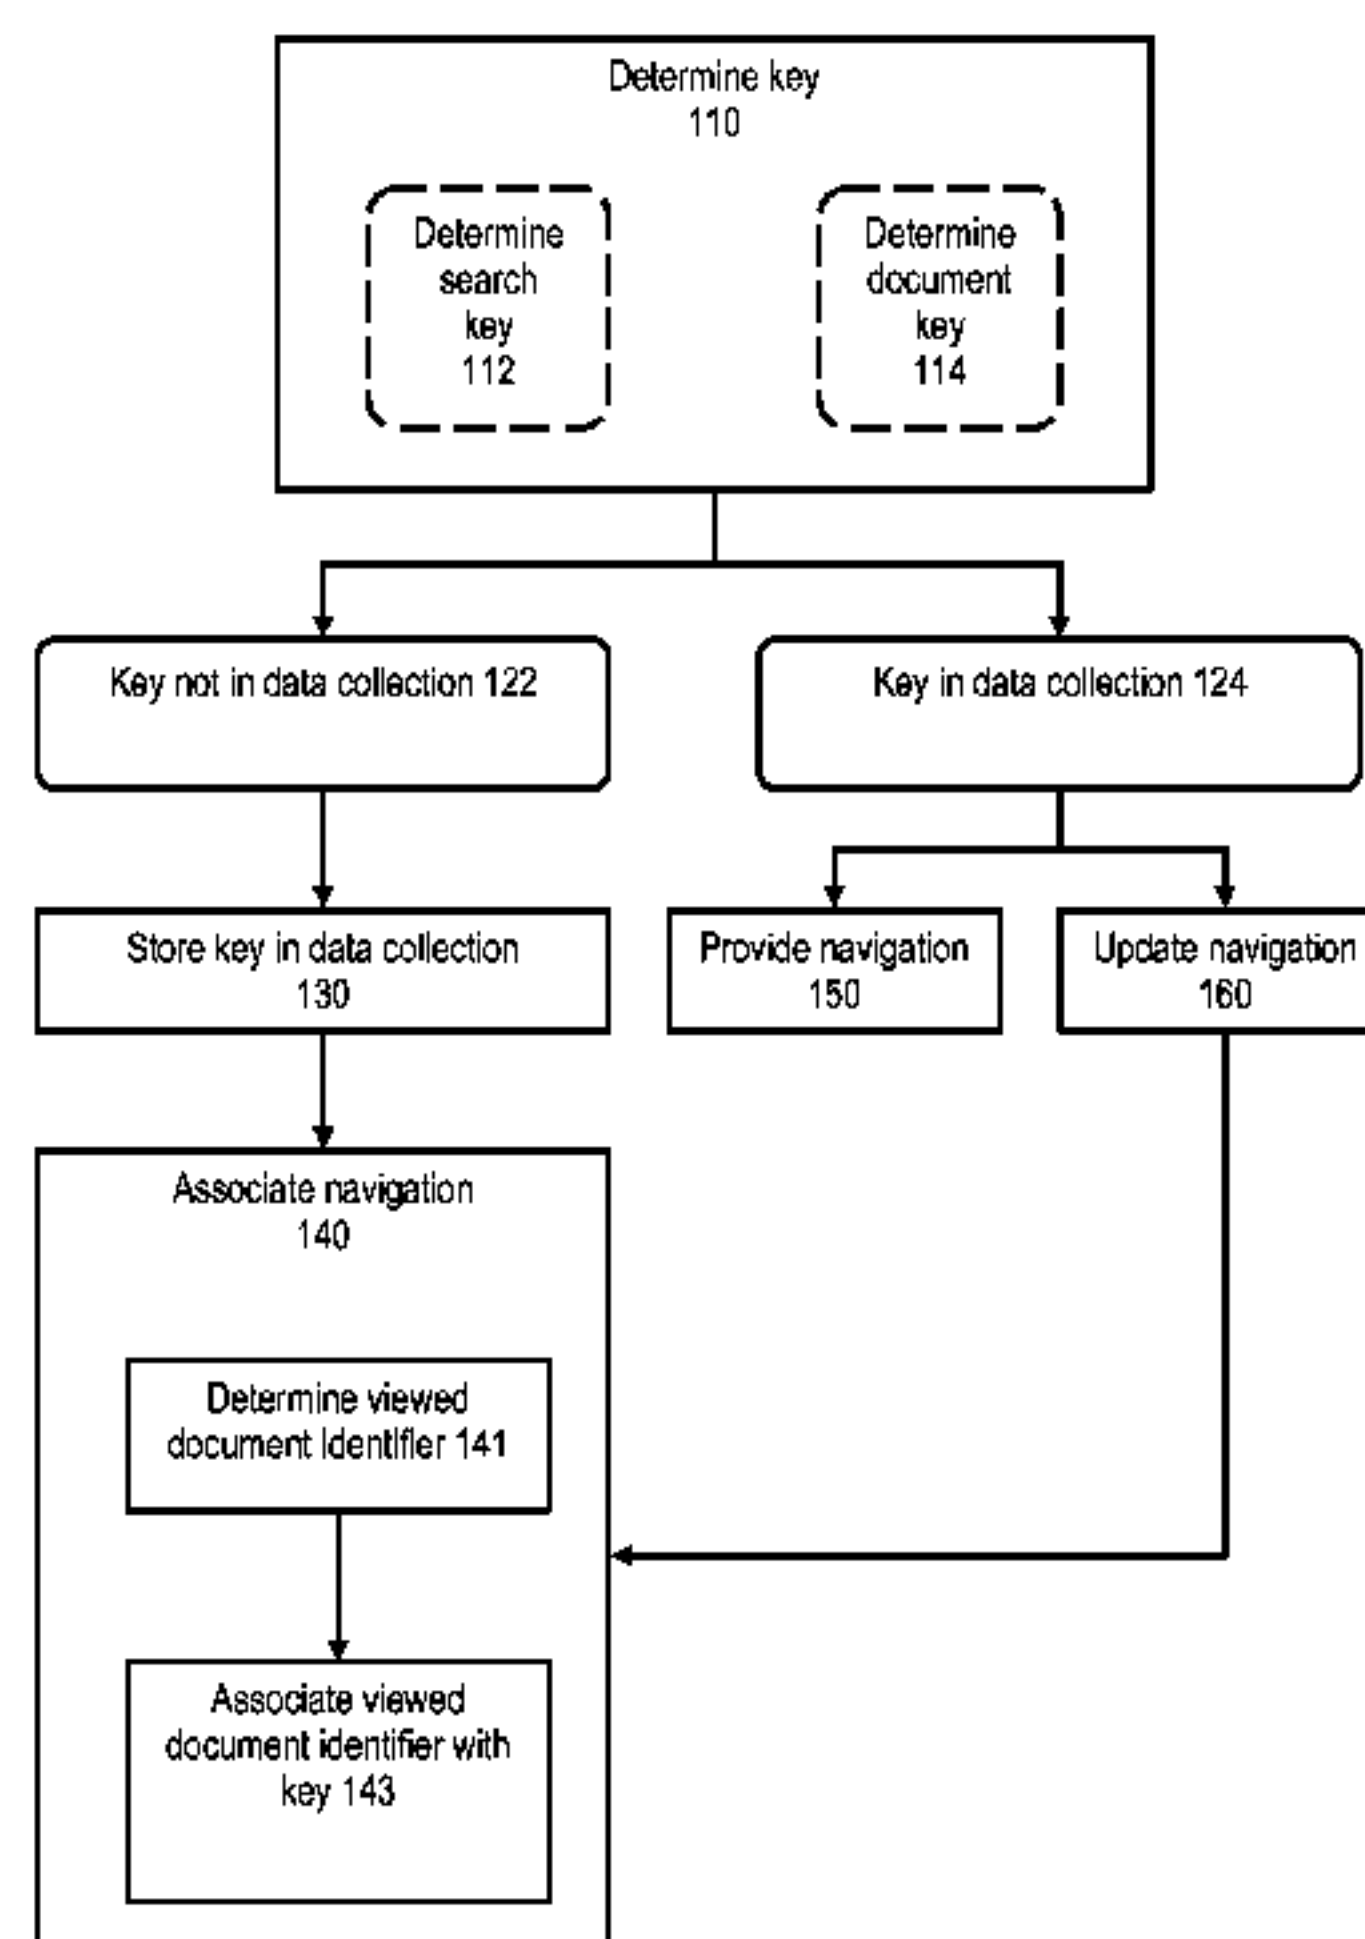 Determine key
110
Determine
search
key
112
Determine
document
key
114
Key not in data collection 122
Key in data collection 124
Store key in data collection
130
Provide navigation
150
Update navigation
160
Associate navigation
140
Determine viewed
document identifier 141
Associate viewed
document identifier with
key 143